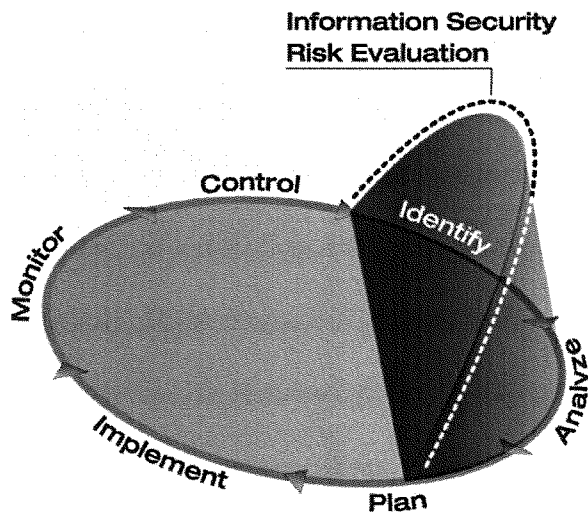 Information Security
Risk Evaluation
Control
Identify
Monitor
Analyze
Implement
Plan